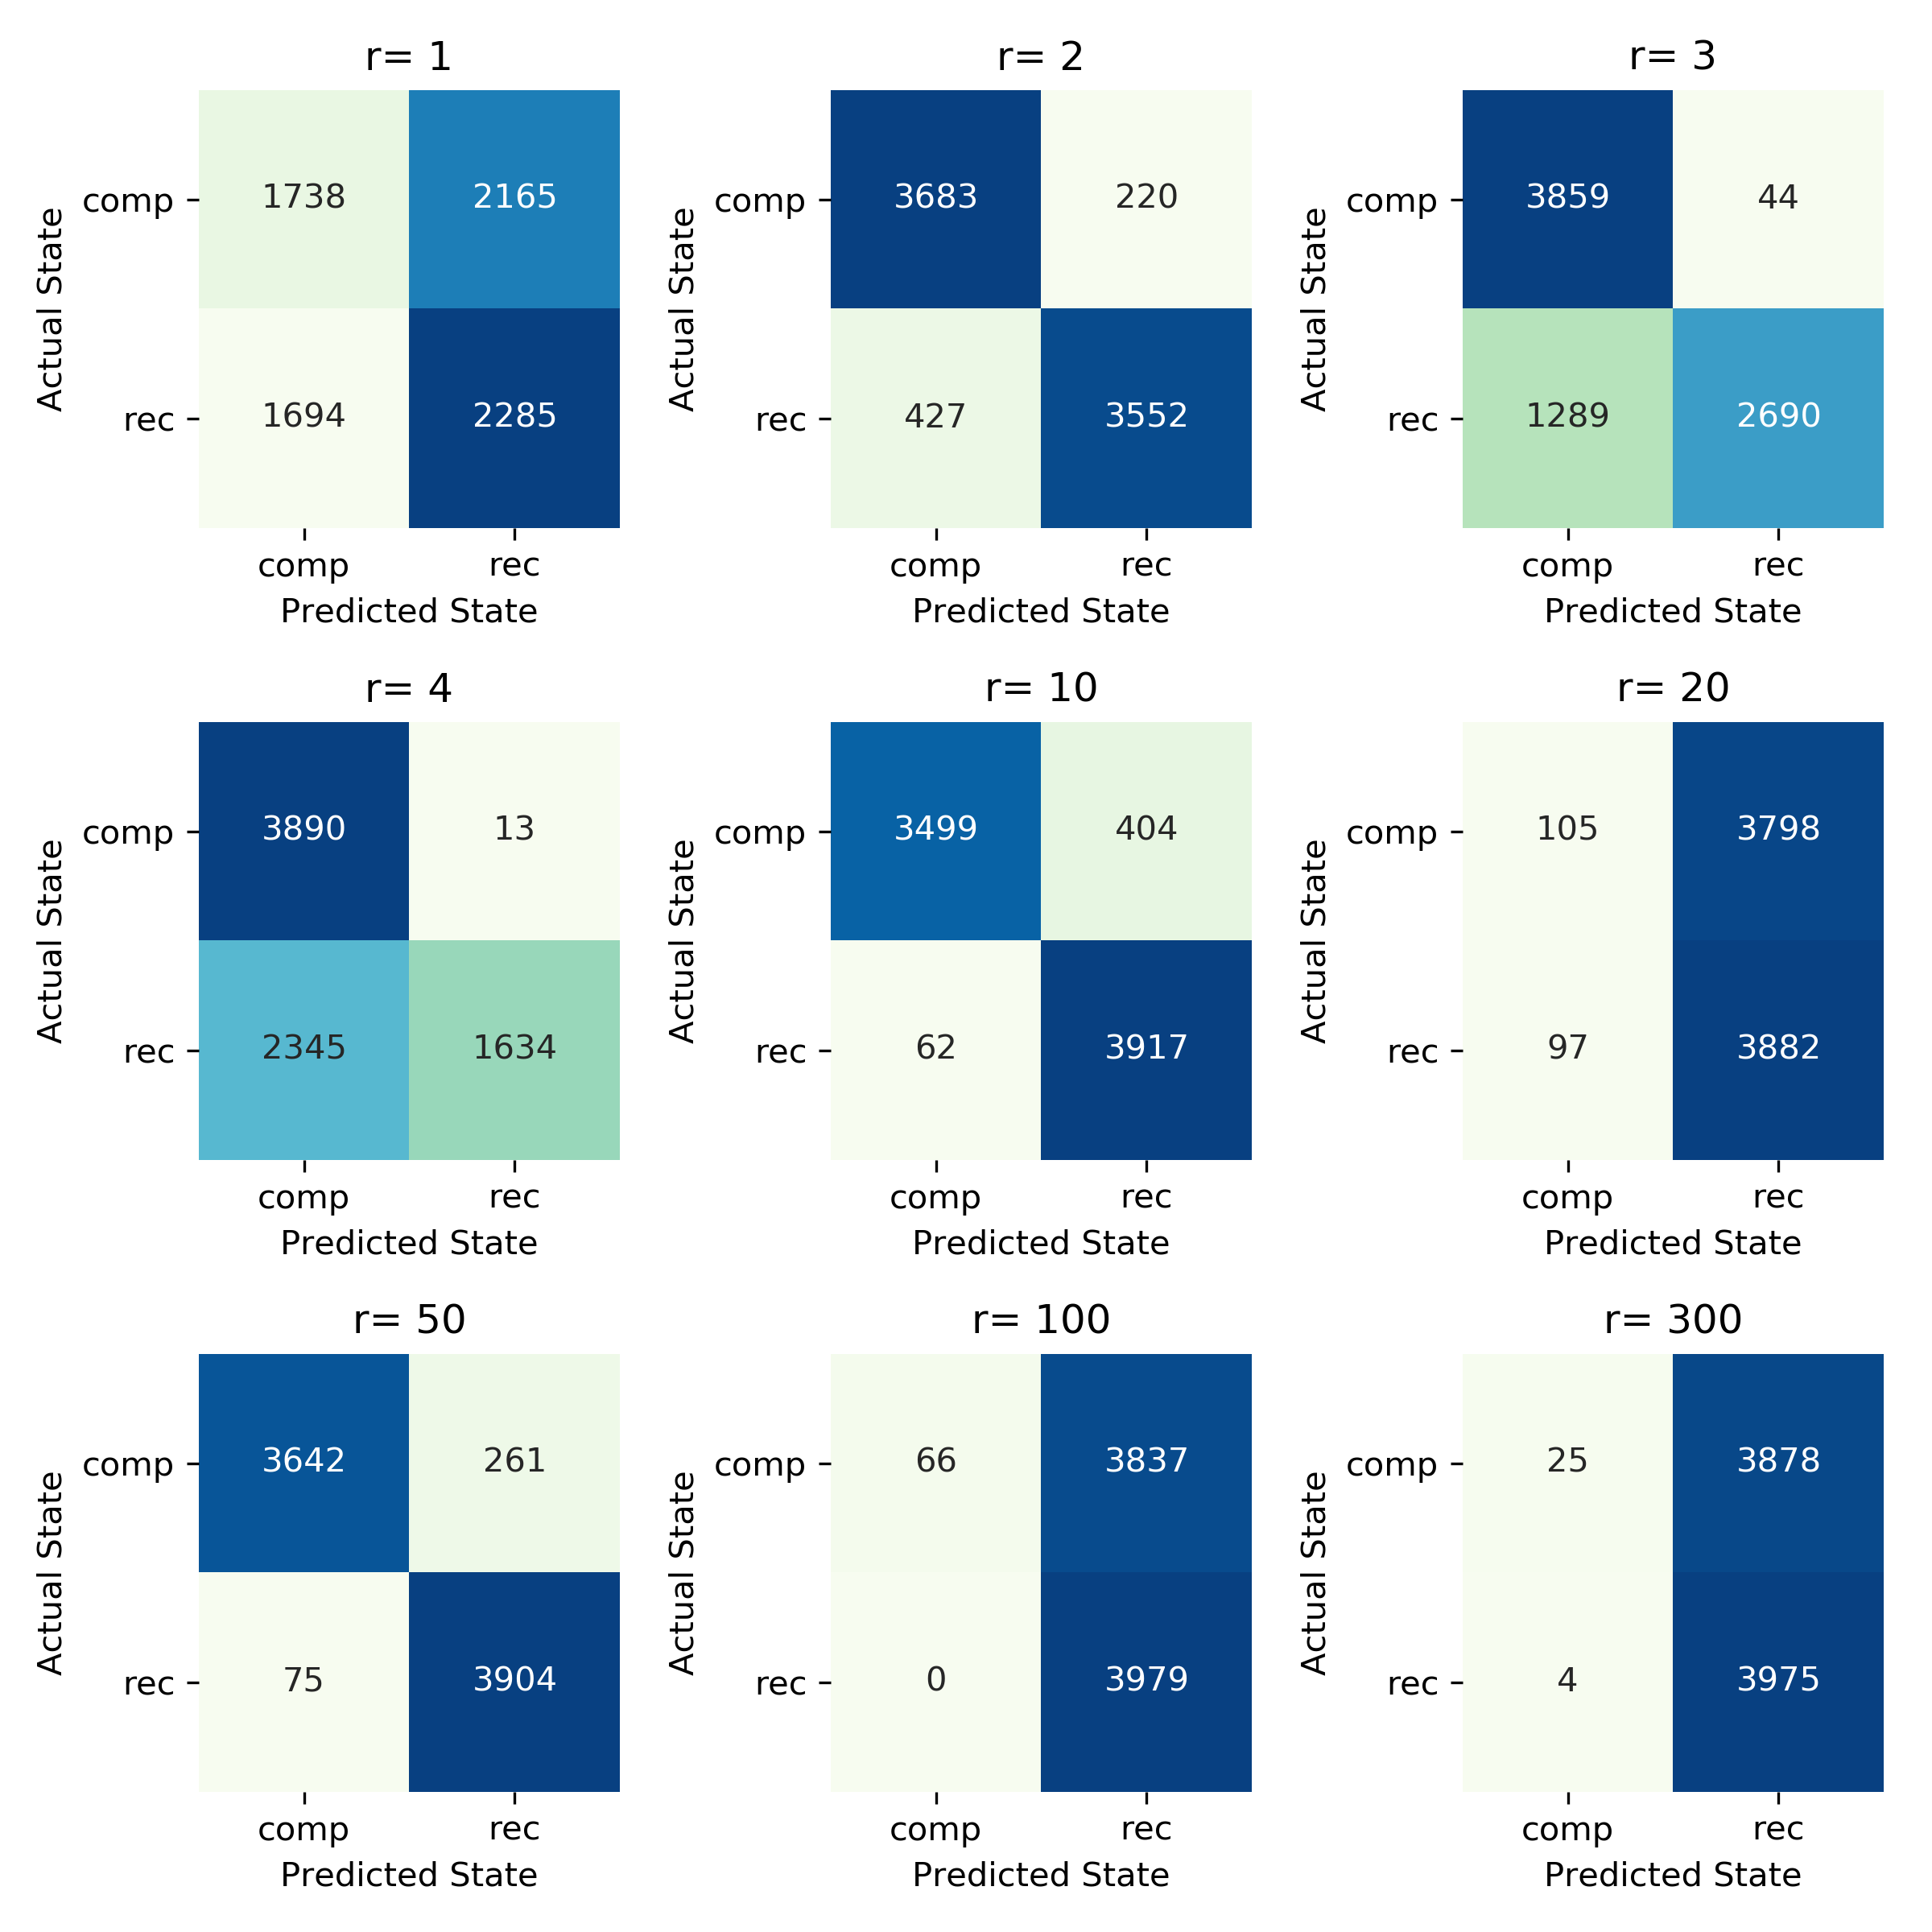 r= 1
Actual State
comp
1738 2165
rec
1694 2285
comp rec
Predicted State
r= 2
Actual State
comp
3683 220
rec
427 3552
comp rec
Predicted State
r= 3
Actual State
comp
3859 44
rec
1289 2690
comp rec
Predicted State
r= 4
Actual State
comp
3890 13
rec
2345 1634
comp rec
Predicted State
r= 10
Actual State
comp
3499 404
rec
62 3917
comp rec
Predicted State
r= 20
Actual State
comp
105 3798
rec
97 3882
comp rec
Predicted State
r= 50
Actual State
comp
3642 261
rec
75 3904
comp rec
Predicted State
r= 100
Actual State
comp
66 3837
rec
0 3979
comp rec
Predicted State
r= 300
Actual State
comp
25 3878
rec
4 3975
comp rec
Predicted State